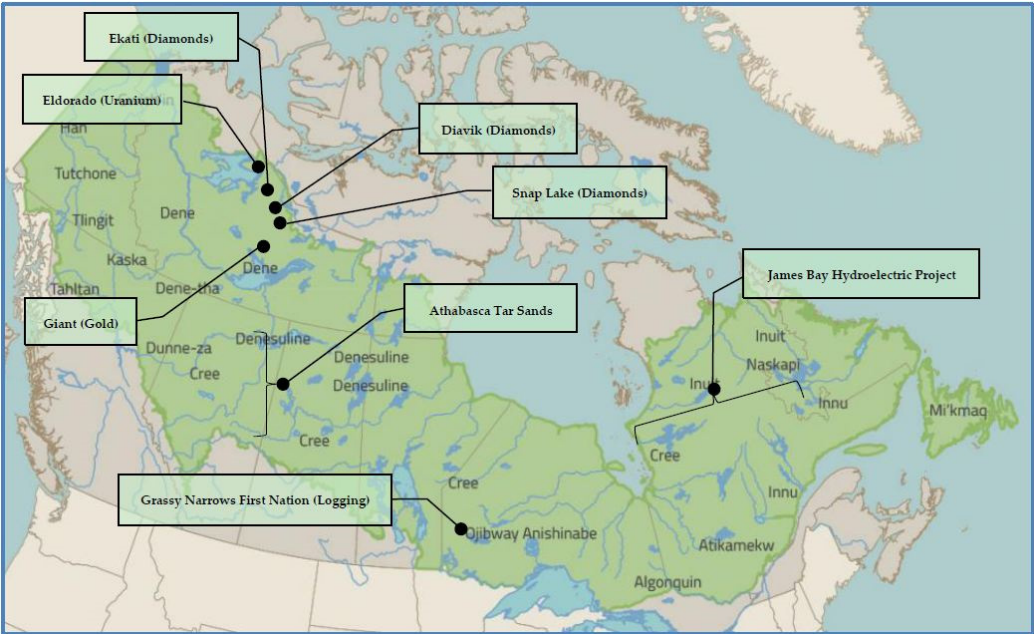 Ekati (Diamonds)
Eldorado (Uranium)
Han
Diavik (Diamonds)
Tutchone
Snap Lake (Diamonds)
Dene
Tlingit
Kaska
Dene
James Bay Hydroelectric Project
Tahltan
Dene-tha
Athabasca Tar Sands
Giant (Gold)
Inuit
Denesuline
Dunne-za
Denesuline
Naskapi
Cree
Denesuline
Inuit
Innu
Mi'kmaq
Cree
Cree
Cree
Innu
Grassy Narrows First Nation (Logging)
Ojibway Anishinabe
Atikamekw
Algonquin